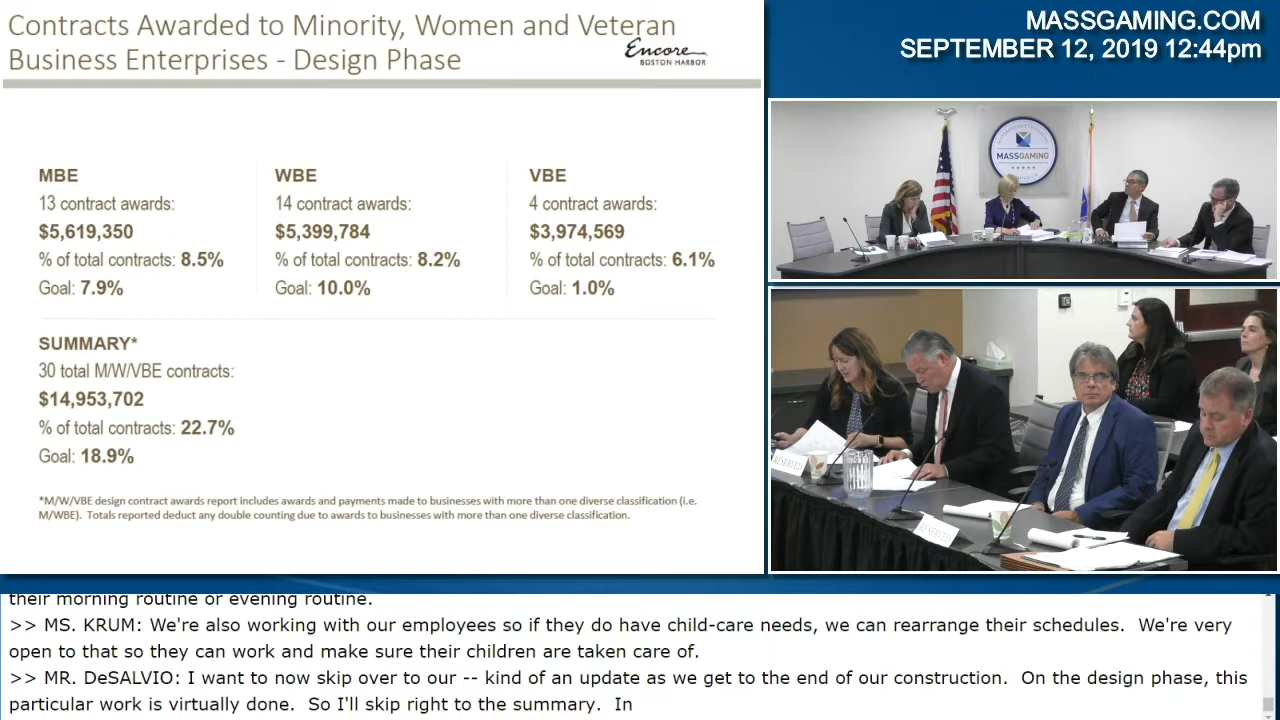 Contracts Awarded to Minority, Women and Veteran
Business Enterprises - Design Phase
Encore
BOSTON HARBOR
MBE
13 contract awards:
$5,619,350
% of total contracts: 8.5%
Goal: 7.9%
WBE
14 contract awards:
$5,399,784
% of total contracts: 8.2%
Goal: 10.0%
VBE
4 contract awards:
$3,974,569
% of total contracts: 6.1%
Goal: 1.0%
SUMMARY*
30 total M/W/VBE contracts:
$14,953,702
% of total contracts: 22.7%
Goal: 18.9%
*M/W/VBE design contract awards report includes awards and payments made to businesses with more than one diverse classification (i.e.
M/WBE). Totals reported deduct any double counting due to awards to businesses with more than one diverse classification.
MASSGAMING.COM
SEPTEMBER 12, 2019 12:44pm
MASSGAMING
RESERVED
RESERVED
their morning routine or evening routine.
>> MS. KRUM: We're also working with our employees so if they do have child-care needs, we can rearrange their schedules. We're very
open to that so they can work and make sure their children are taken care of.
>> MR. DeSALVIO: I want to now skip over to our -- kind of an update as we get to the end of our construction. On the design phase, this
particular work is virtually done. So I'll skip right to the summary. In